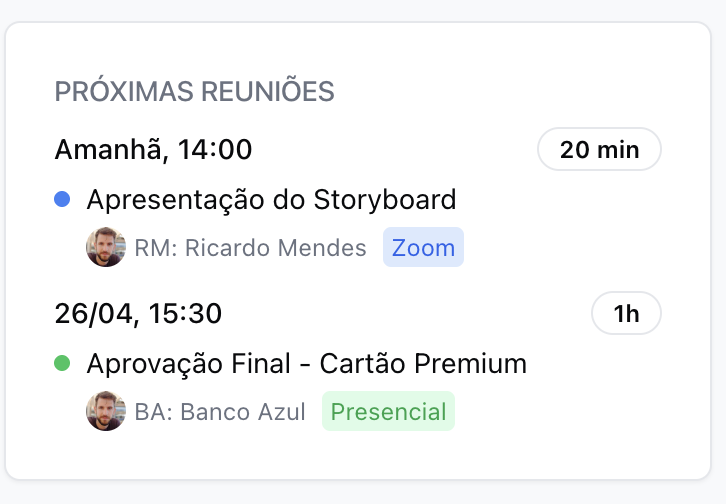 PRÓXIMAS REUNIÕES
Amanhã, 14:00 20 min
Apresentação do Storyboard
RM: Ricardo Mendes Zoom
26/04, 15:30 1h
Aprovação Final - Cartão Premium
BA: Banco Azul Presencial